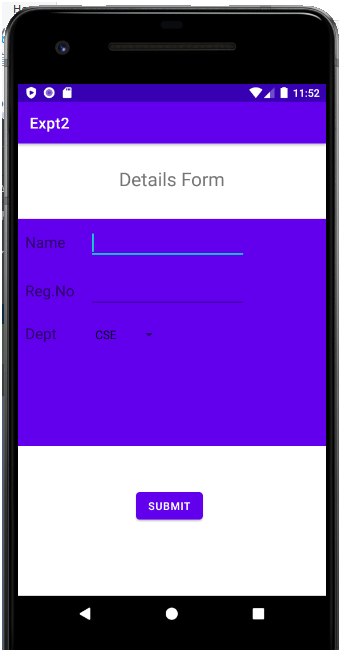 11:52
Expt2
Details Form
Name
Reg.No
Dept CSE
SUBMIT